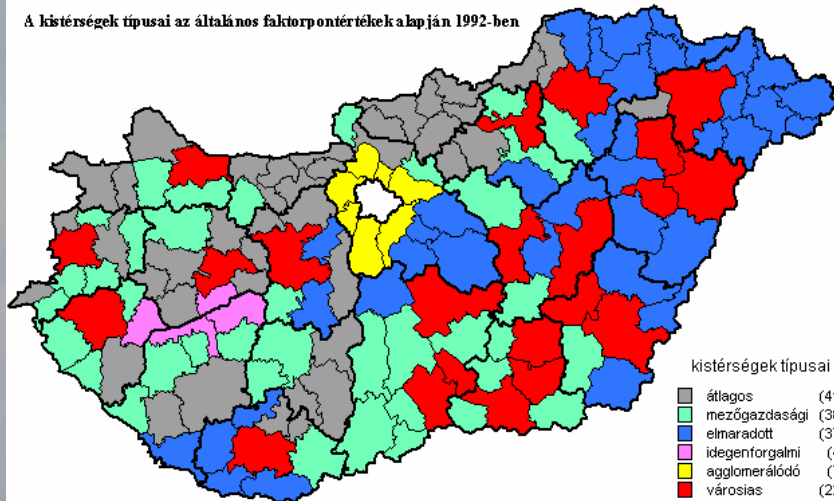 A kistérségek típusai az általános faktorpontértékek alapján 1992-ben
kistérségek típusai
átlagos
mezőgazdasági
elmaradott
idegenforgalmi
agglomerálódó
városias